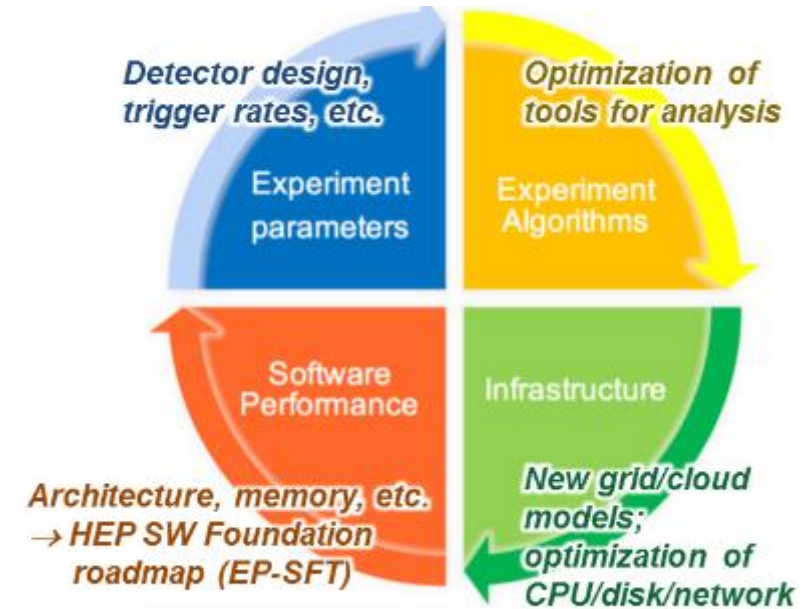 Detector design,
trigger rates, etc.
Experiment
parameters
Optimization of
tools for analysis
Experiment
Algorithms
Software
Performance
Architecture, memory, etc.
→ HEP SW Foundation
roadmap (EP-SFT)
Infrastructure
New grid/cloud
models;
optimization of
CPU/disk/network